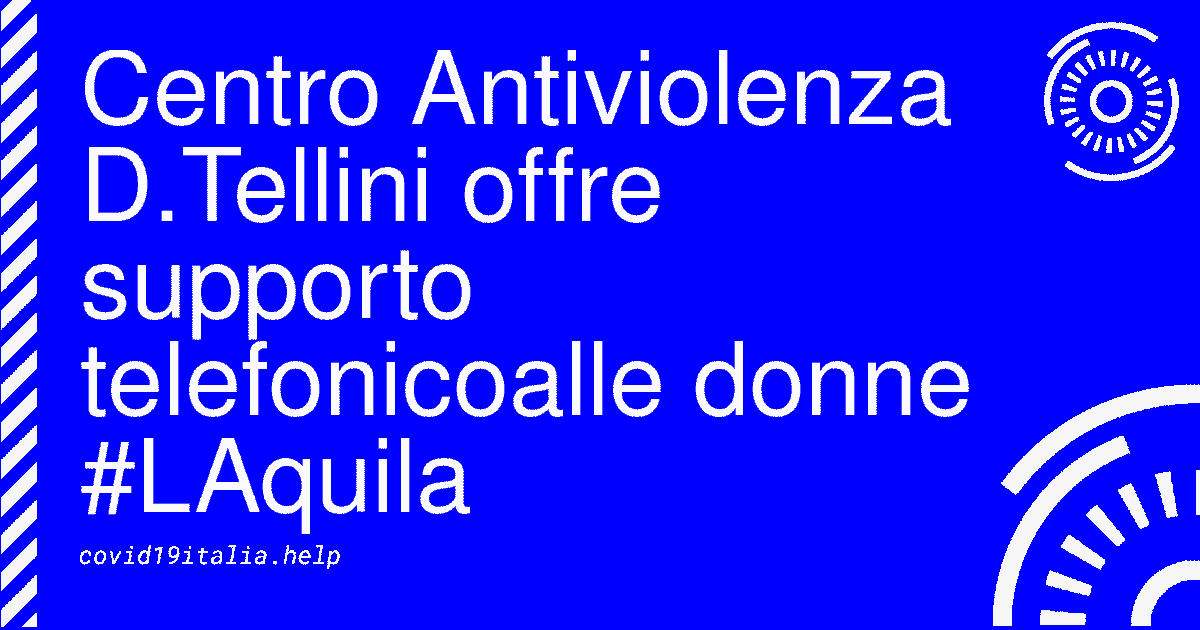 Centro Antiviolenza
D.Tellini offre
supporto
telefonicoalle donne
#LAquila
covid19italia.help